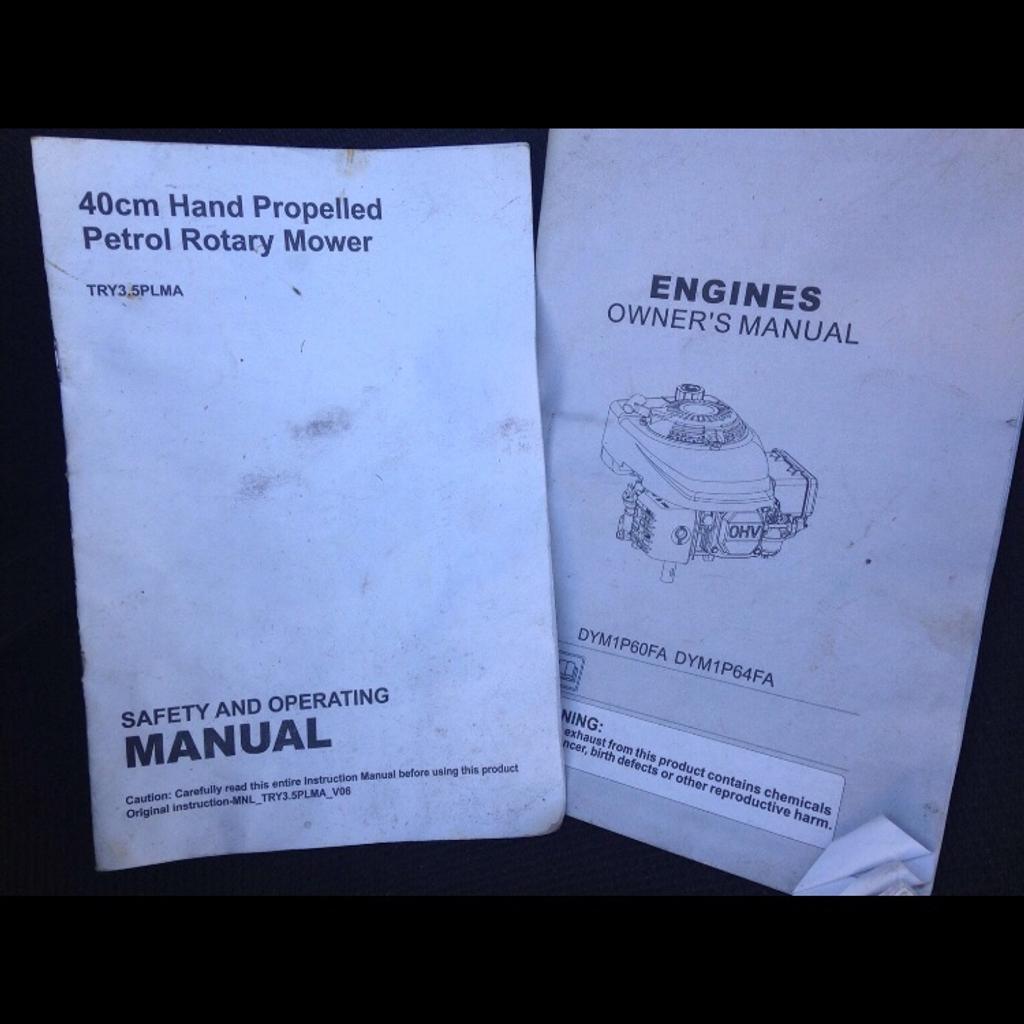 40cm Hand Propelled
Petrol Rotary Mower
TRY3.5PLMA
SAFETY AND OPERATING
MANUAL
Caution: Carefully read this entire Instruction Manual before using this product
Original instruction-MNL_TRY3.5PLMA_V06
ENGINES
OWNER'S MANUAL
OHV
DYM1P60FA DYM1P64FA
NING:
exhaust from this product contains chemicals
ncer, birth defects or other reproductive harm.